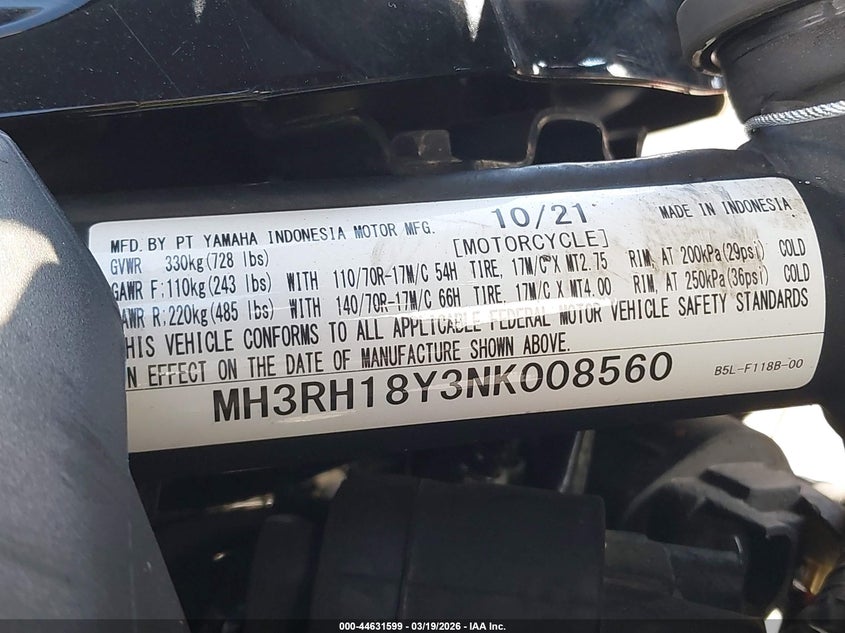 MFD. BY PT YAMAHA INDONESIA MOTOR MFG. 10/21 MADE IN INDONESIA
GVWR 330kg(728 lbs) [MOTORCYCLE]
GAWR F:110kg(243 lbs) WITH 110/70R-17M/C 54H TIRE, 17M/C X MT2.75 RIM, AT 200kPa(29psi) COLD
AWR R:220kg(485 lbs) WITH 140/70R-17M/C 66H TIRE, 17M/C X MT4.00 RIM, AT 250kPa(36psi) COLD
HIS VEHICLE CONFORMS TO ALL APPLICABLE FEDERAL MOTOR VEHICLE SAFETY STANDARDS
N EFFECT ON THE DATE OF MANUFACTURE SHOWN ABOVE.
MH3RH18Y3NK008560 B5L-F118B-00
000-44631599 | 03/19/2026 | IAA Inc.